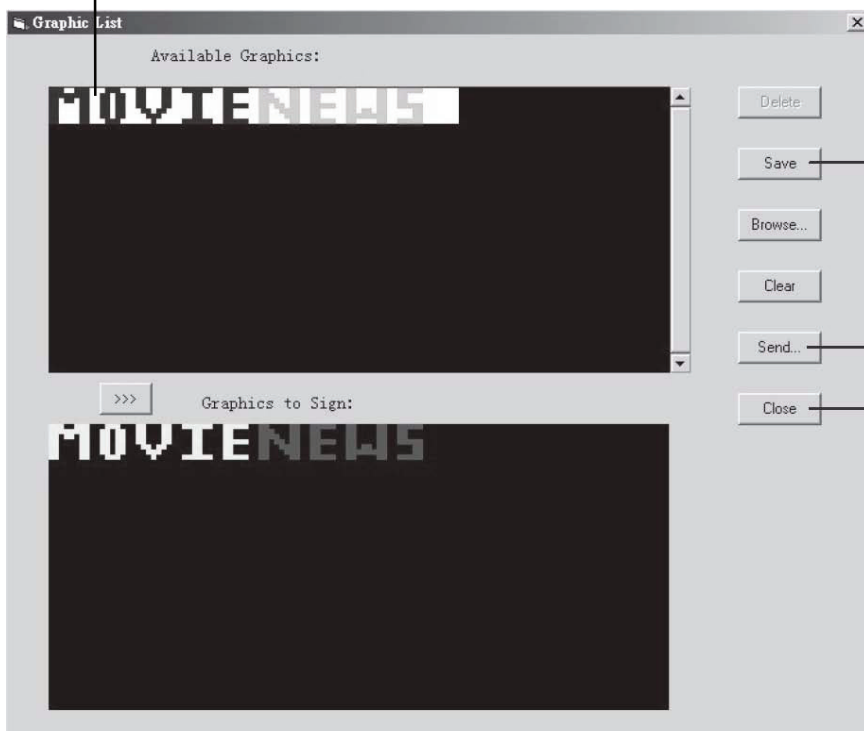 Graphic List
Available Graphics:
MOVIENEWS
Delete
Save
Browse...
Clear
Send...
Close
>>>
Graphics to Sign:
MOVIENEWS